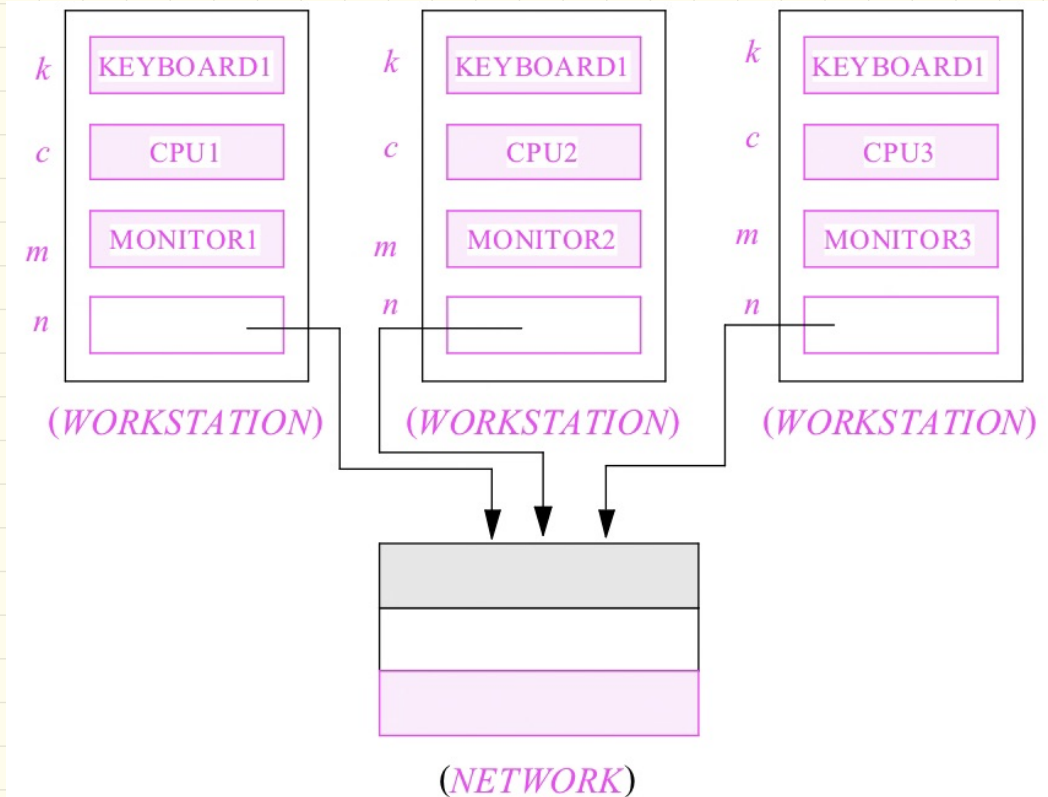 k KEYBOARD1 k KEYBOARD1 k KEYBOARD1
c CPU1 c CPU2 c CPU3
m MONITOR1 m MONITOR2 m MONITOR3
n n n
(WORKSTATION) (WORKSTATION) (WORKSTATION)
(NETWORK)